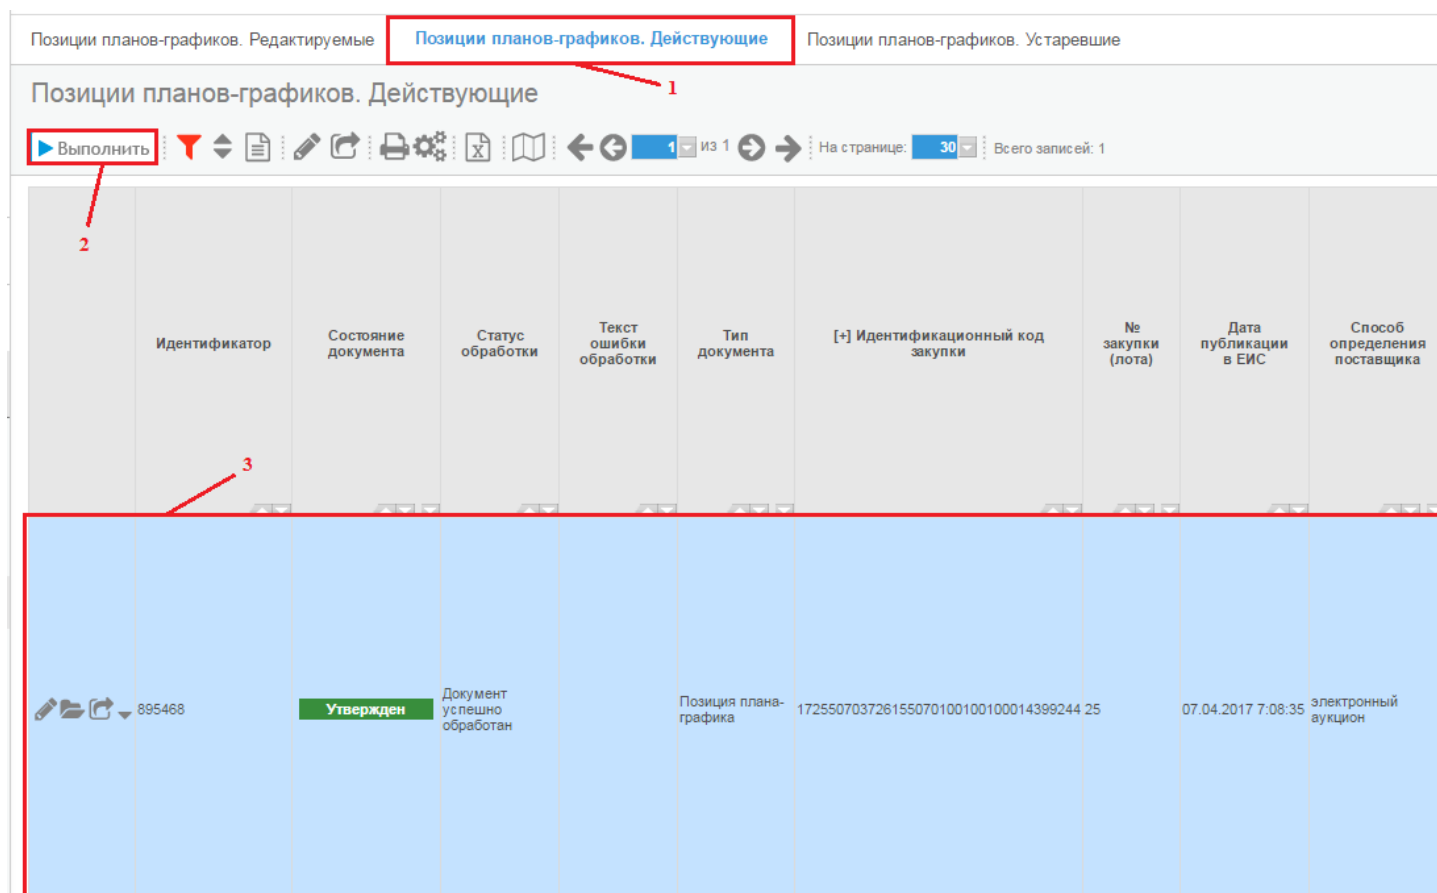 Позиции планов-графиков. Редактируемые Позиции планов-графиков. Действующие Позиции планов-графиков. Устаревшие
1
Позиции планов-графиков. Действующие
Выполнить 1 из 1 На странице: 30 Всего записей: 1
2
Идентификатор
Состояние
документа
Статус
обработки
Текст
ошибки
обработки
Тип
документа
[+] Идентификационный код
закупки
№
закупки
(лота)
Дата
публикации
в ЕИС
Способ
определения
поставщика
3
895468
Утвержден
Документ
успешно
обработан
Позиция плана-
графика
172550703726155070100100100014399244
25
07.04.2017 7:08:35
электронный
аукцион